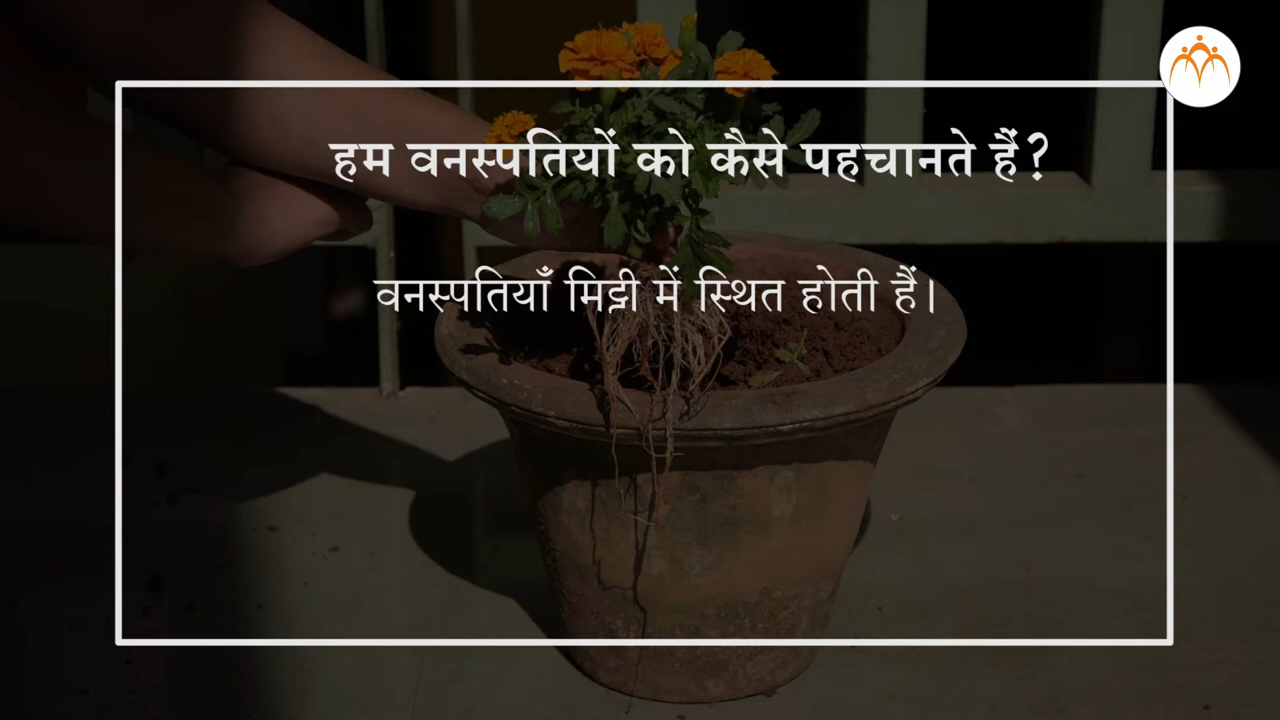 हम वनस्पतियों को कैसे पहचानते हैं?
वनस्पतियाँ मिट्टी में स्थित होती हैं।